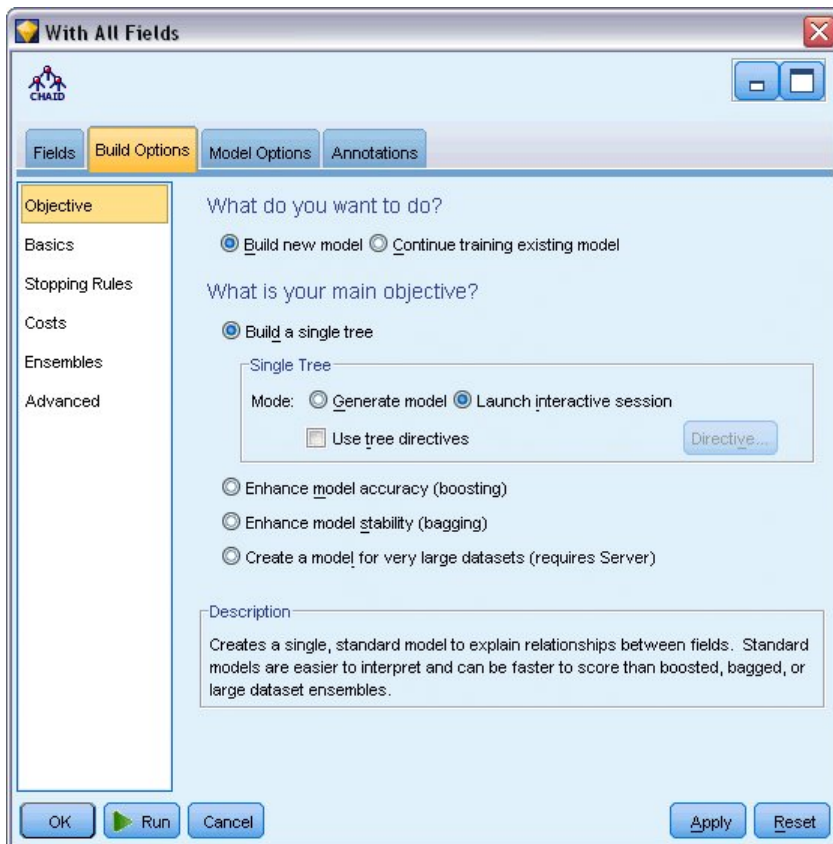 With All Fields
CHAID
Fields Build Options Model Options Annotations
Objective
Basics
Stopping Rules
Costs
Ensembles
Advanced
What do you want to do?
Build new model Continue training existing model
What is your main objective?
Build a single tree
Single Tree
Mode: Generate model Launch interactive session
Use tree directives Directive...
Enhance model accuracy (boosting)
Enhance model stability (bagging)
Create a model for very large datasets (requires Server)
Description
Creates a single, standard model to explain relationships between fields. Standard
models are easier to interpret and can be faster to score than boosted, bagged, or
large dataset ensembles.
OK Run Cancel Apply Reset